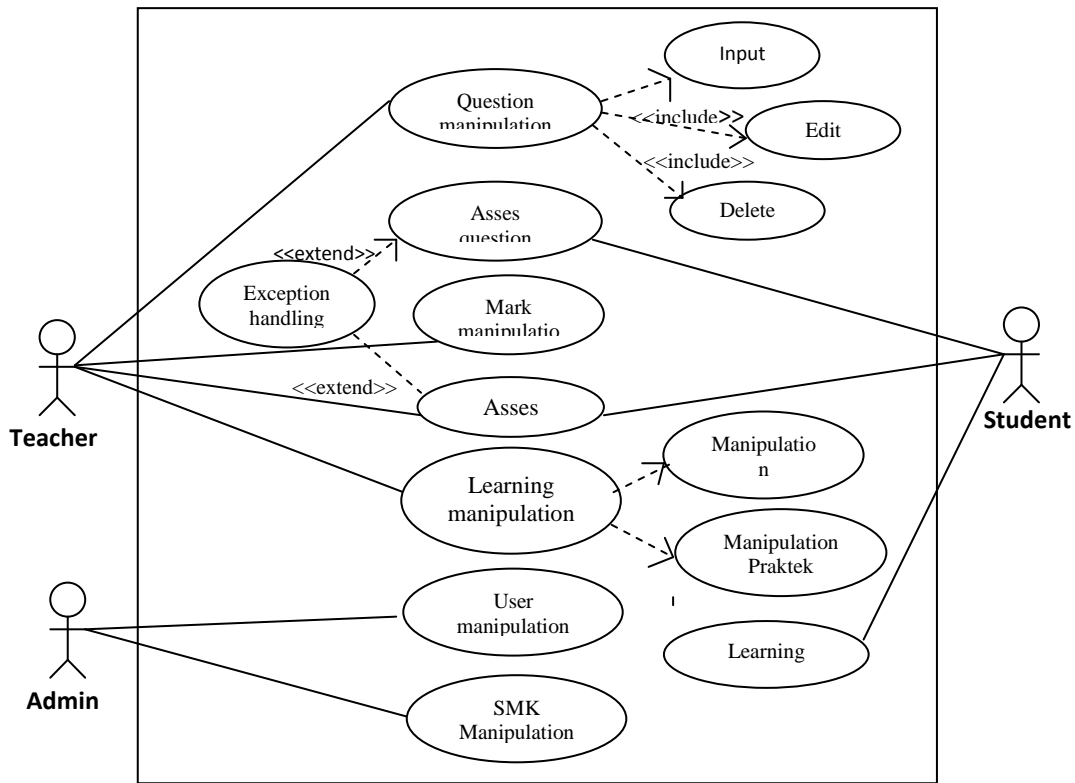 Input
Question
manipulation
<<include>>
Edit
<<include>>
Delete
Asses
question
<<extend>>
Exception
handling
Mark
manipulatio
<<extend>>
Asses
Teacher
Student
Manipulatio
n
Learning
manipulation
Manipulation
Praktek
User
manipulation
Learning
Admin
SMK
Manipulation